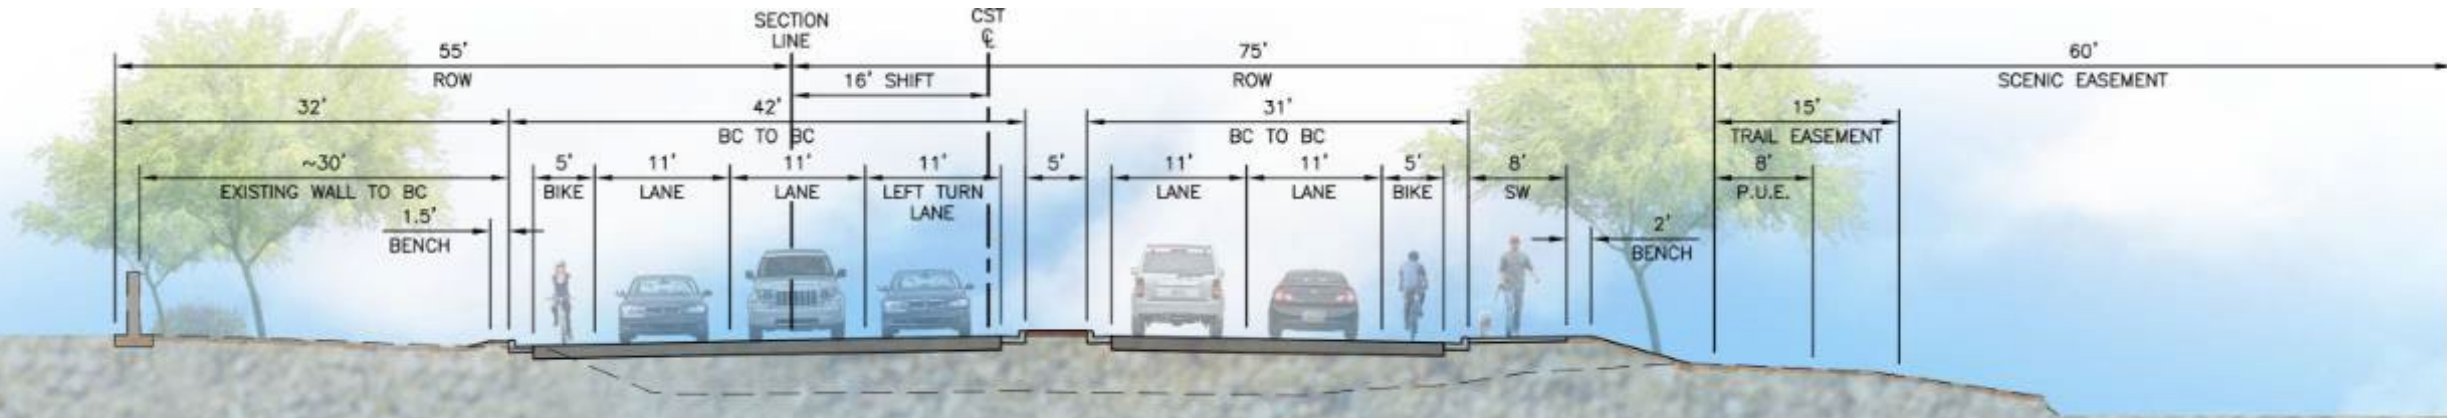 SECTION
LINE
CST
℄
55'
ROW
75'
ROW
60'
SCENIC EASEMENT
16' SHIFT
32'
42'
BC TO BC
31'
BC TO BC
15'
TRAIL EASEMENT
~30'
EXISTING WALL TO BC
5'
BIKE
11'
LANE
11'
LANE
11'
LEFT TURN
LANE
5'
11'
LANE
11'
LANE
5'
BIKE
8'
SW
8'
P.U.E.
1.5'
BENCH
2'
BENCH